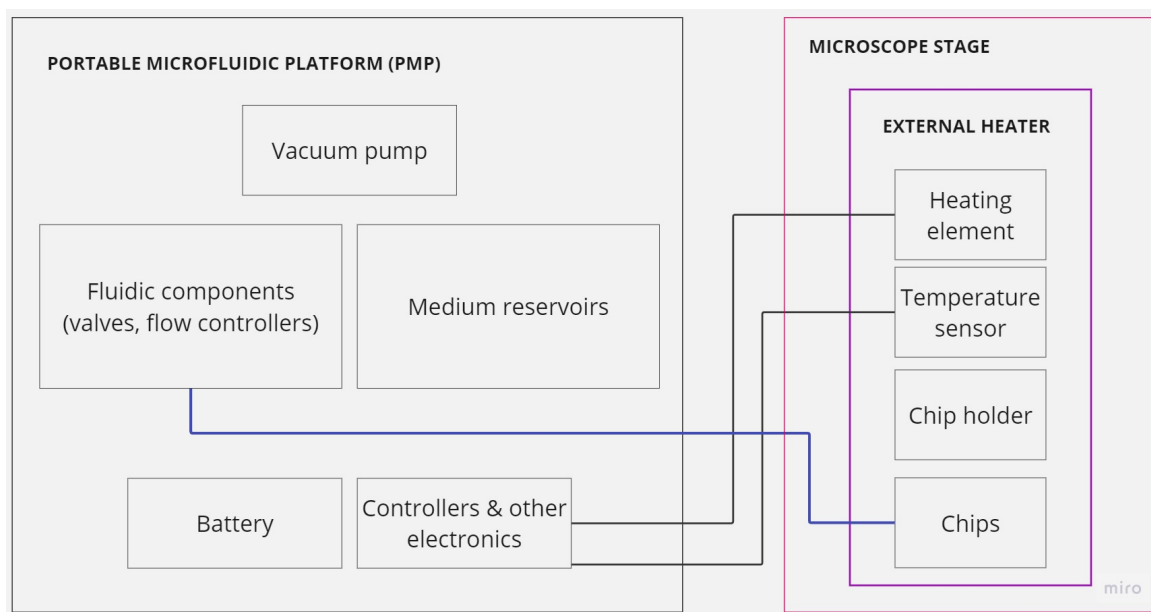 PORTABLE MICROFLUIDIC PLATFORM (PMP)
Vacuum pump
Fluidic components
(valves, flow controllers)
Medium reservoirs
Battery
Controllers & other
electronics
MICROSCOPE STAGE
EXTERNAL HEATER
Heating
element
Temperature
sensor
Chip holder
Chips
miro